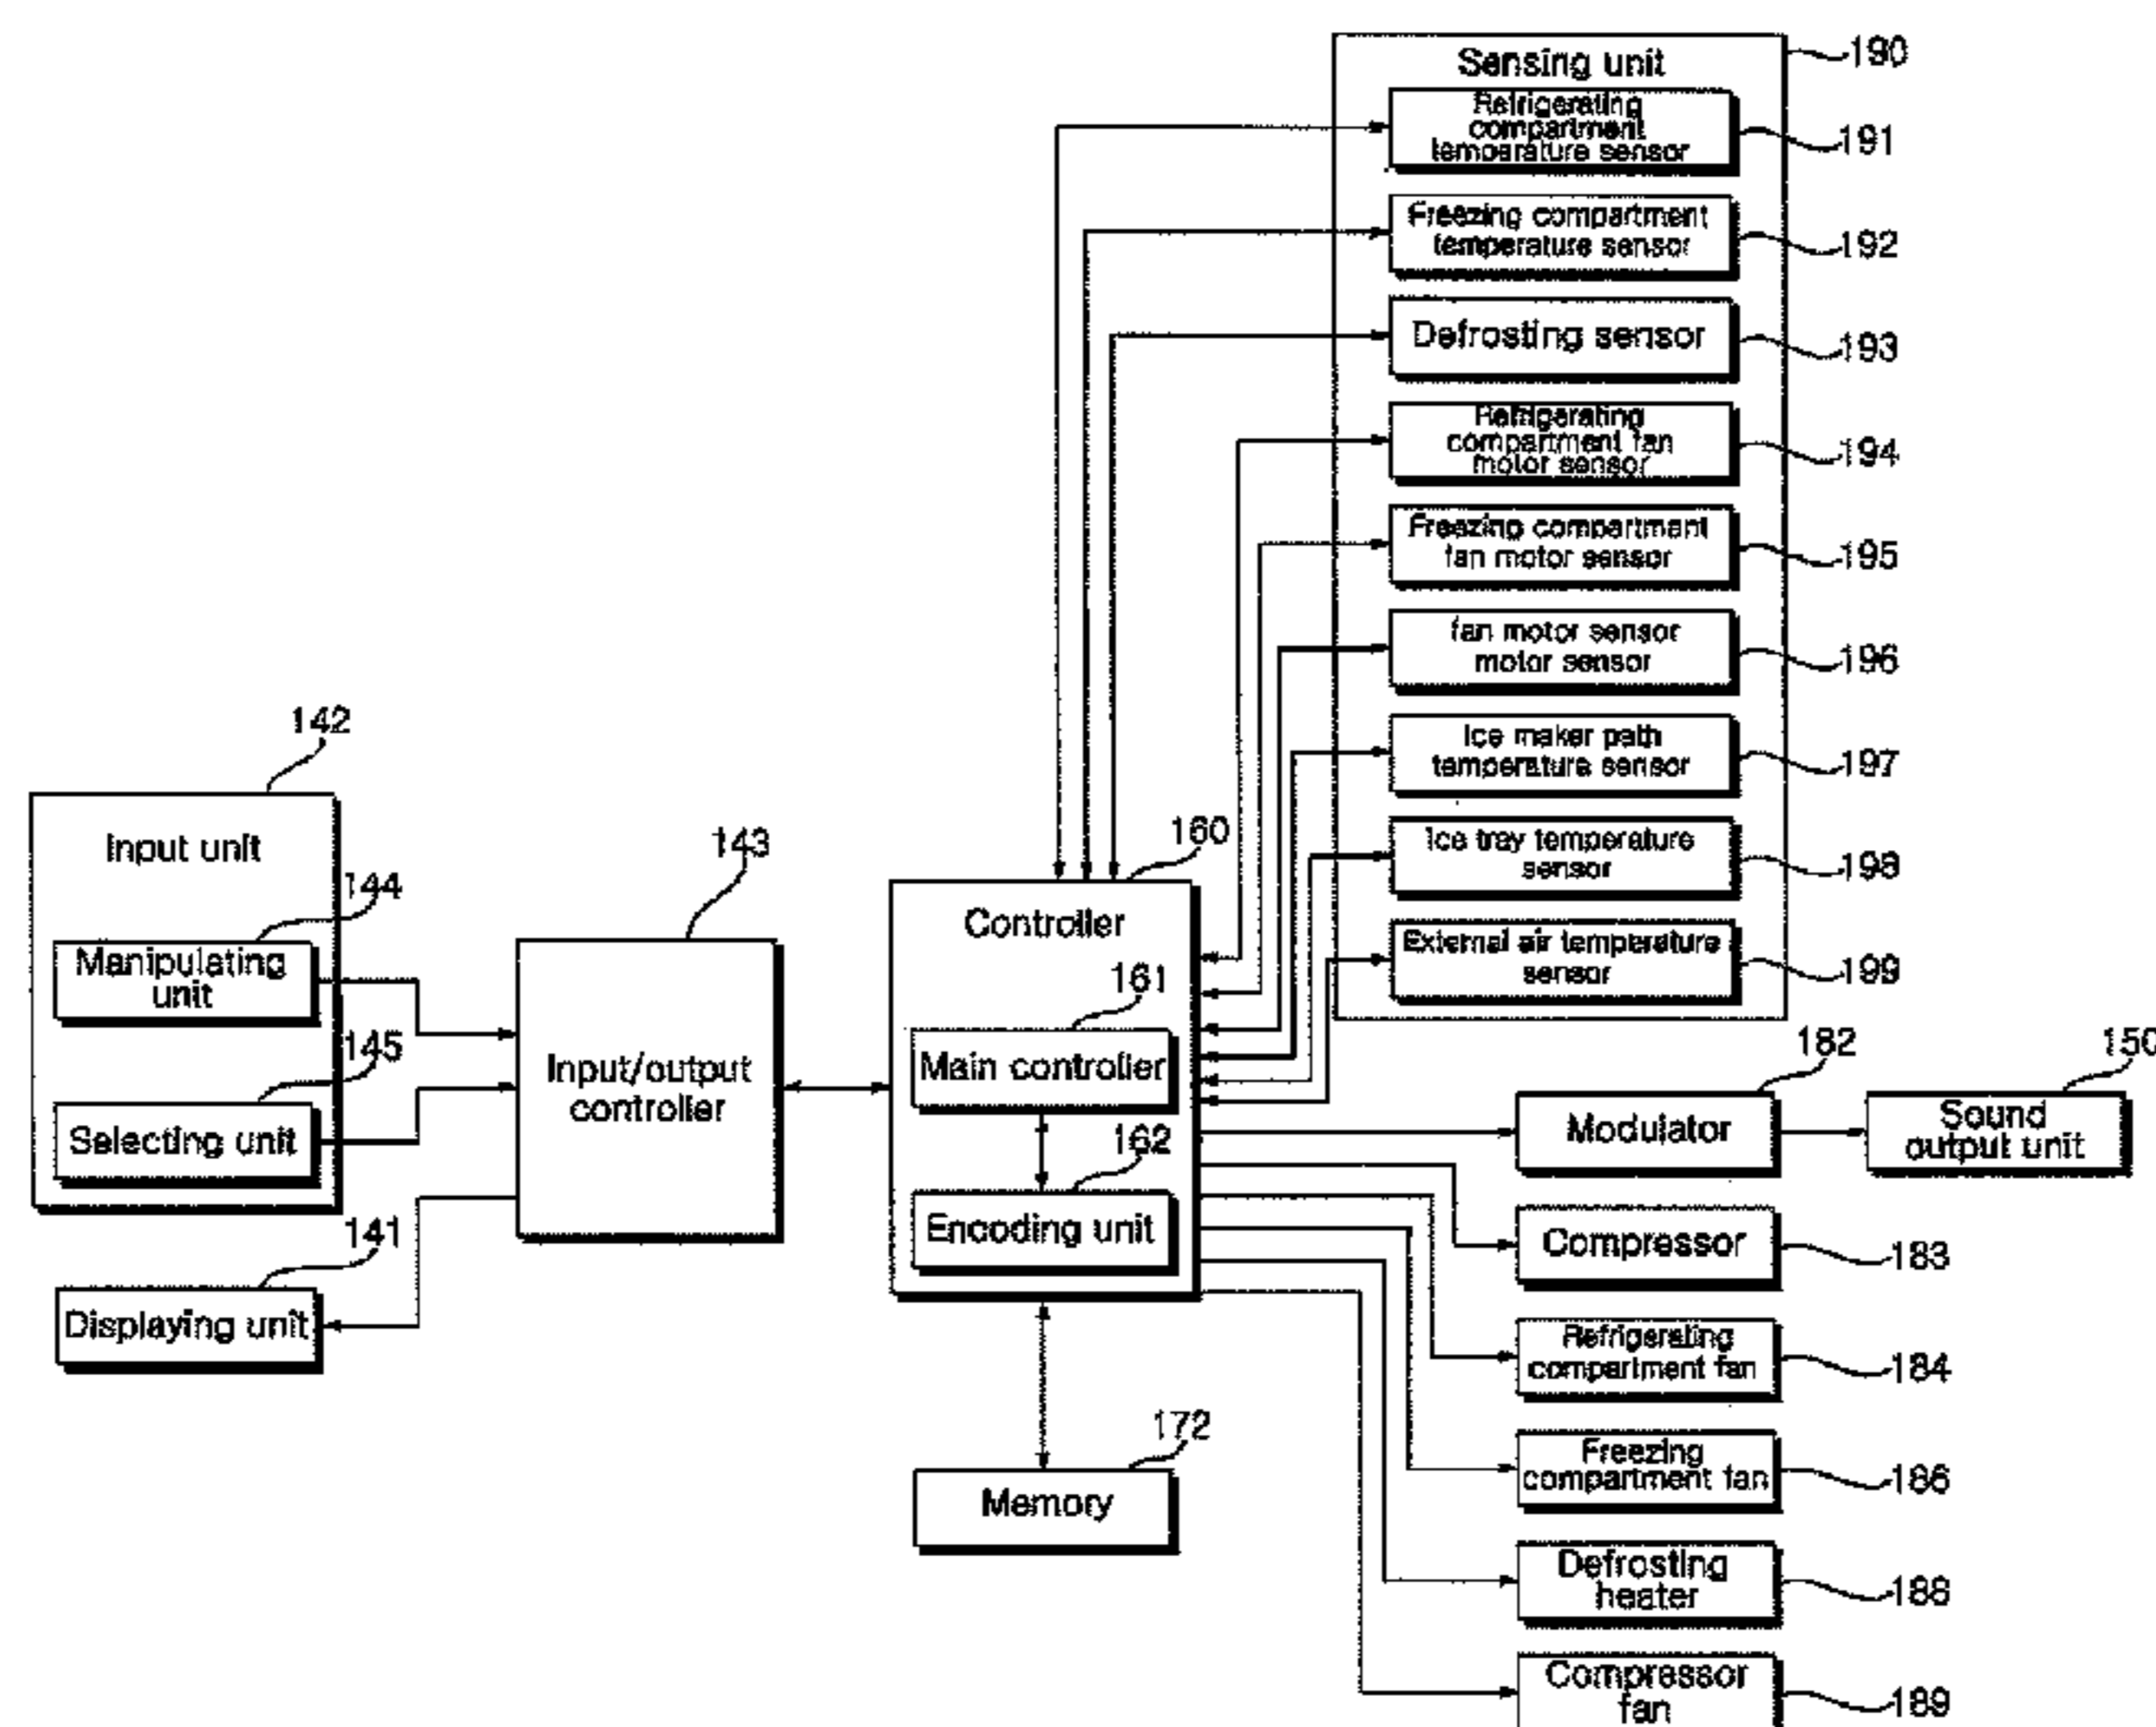 Sensing unit
190
Refrigerating
compartment
temperature sensor
191
Freezing compartment
temperature sensor
192
Defrosting sensor
193
Refrigerating
compartment fan
motor sensor
194
Freezing compartment
fan motor sensor
195
fan motor sensor
motor sensor
196
Ice maker path
temperature sensor
197
Ice tray temperature
sensor
198
External air temperature
sensor
199
142
Input unit
144
Manipulating
unit
145
Selecting unit
141
Displaying unit
143
Input/output
controller
160
Controller
161
Main controller
162
Encoding unit
172
Memory
182
Modulator
150
Sound
output unit
Compressor
183
Refrigerating
compartment fan
184
Freezing
compartment fan
186
Defrosting
heater
188
Compressor
fan
189